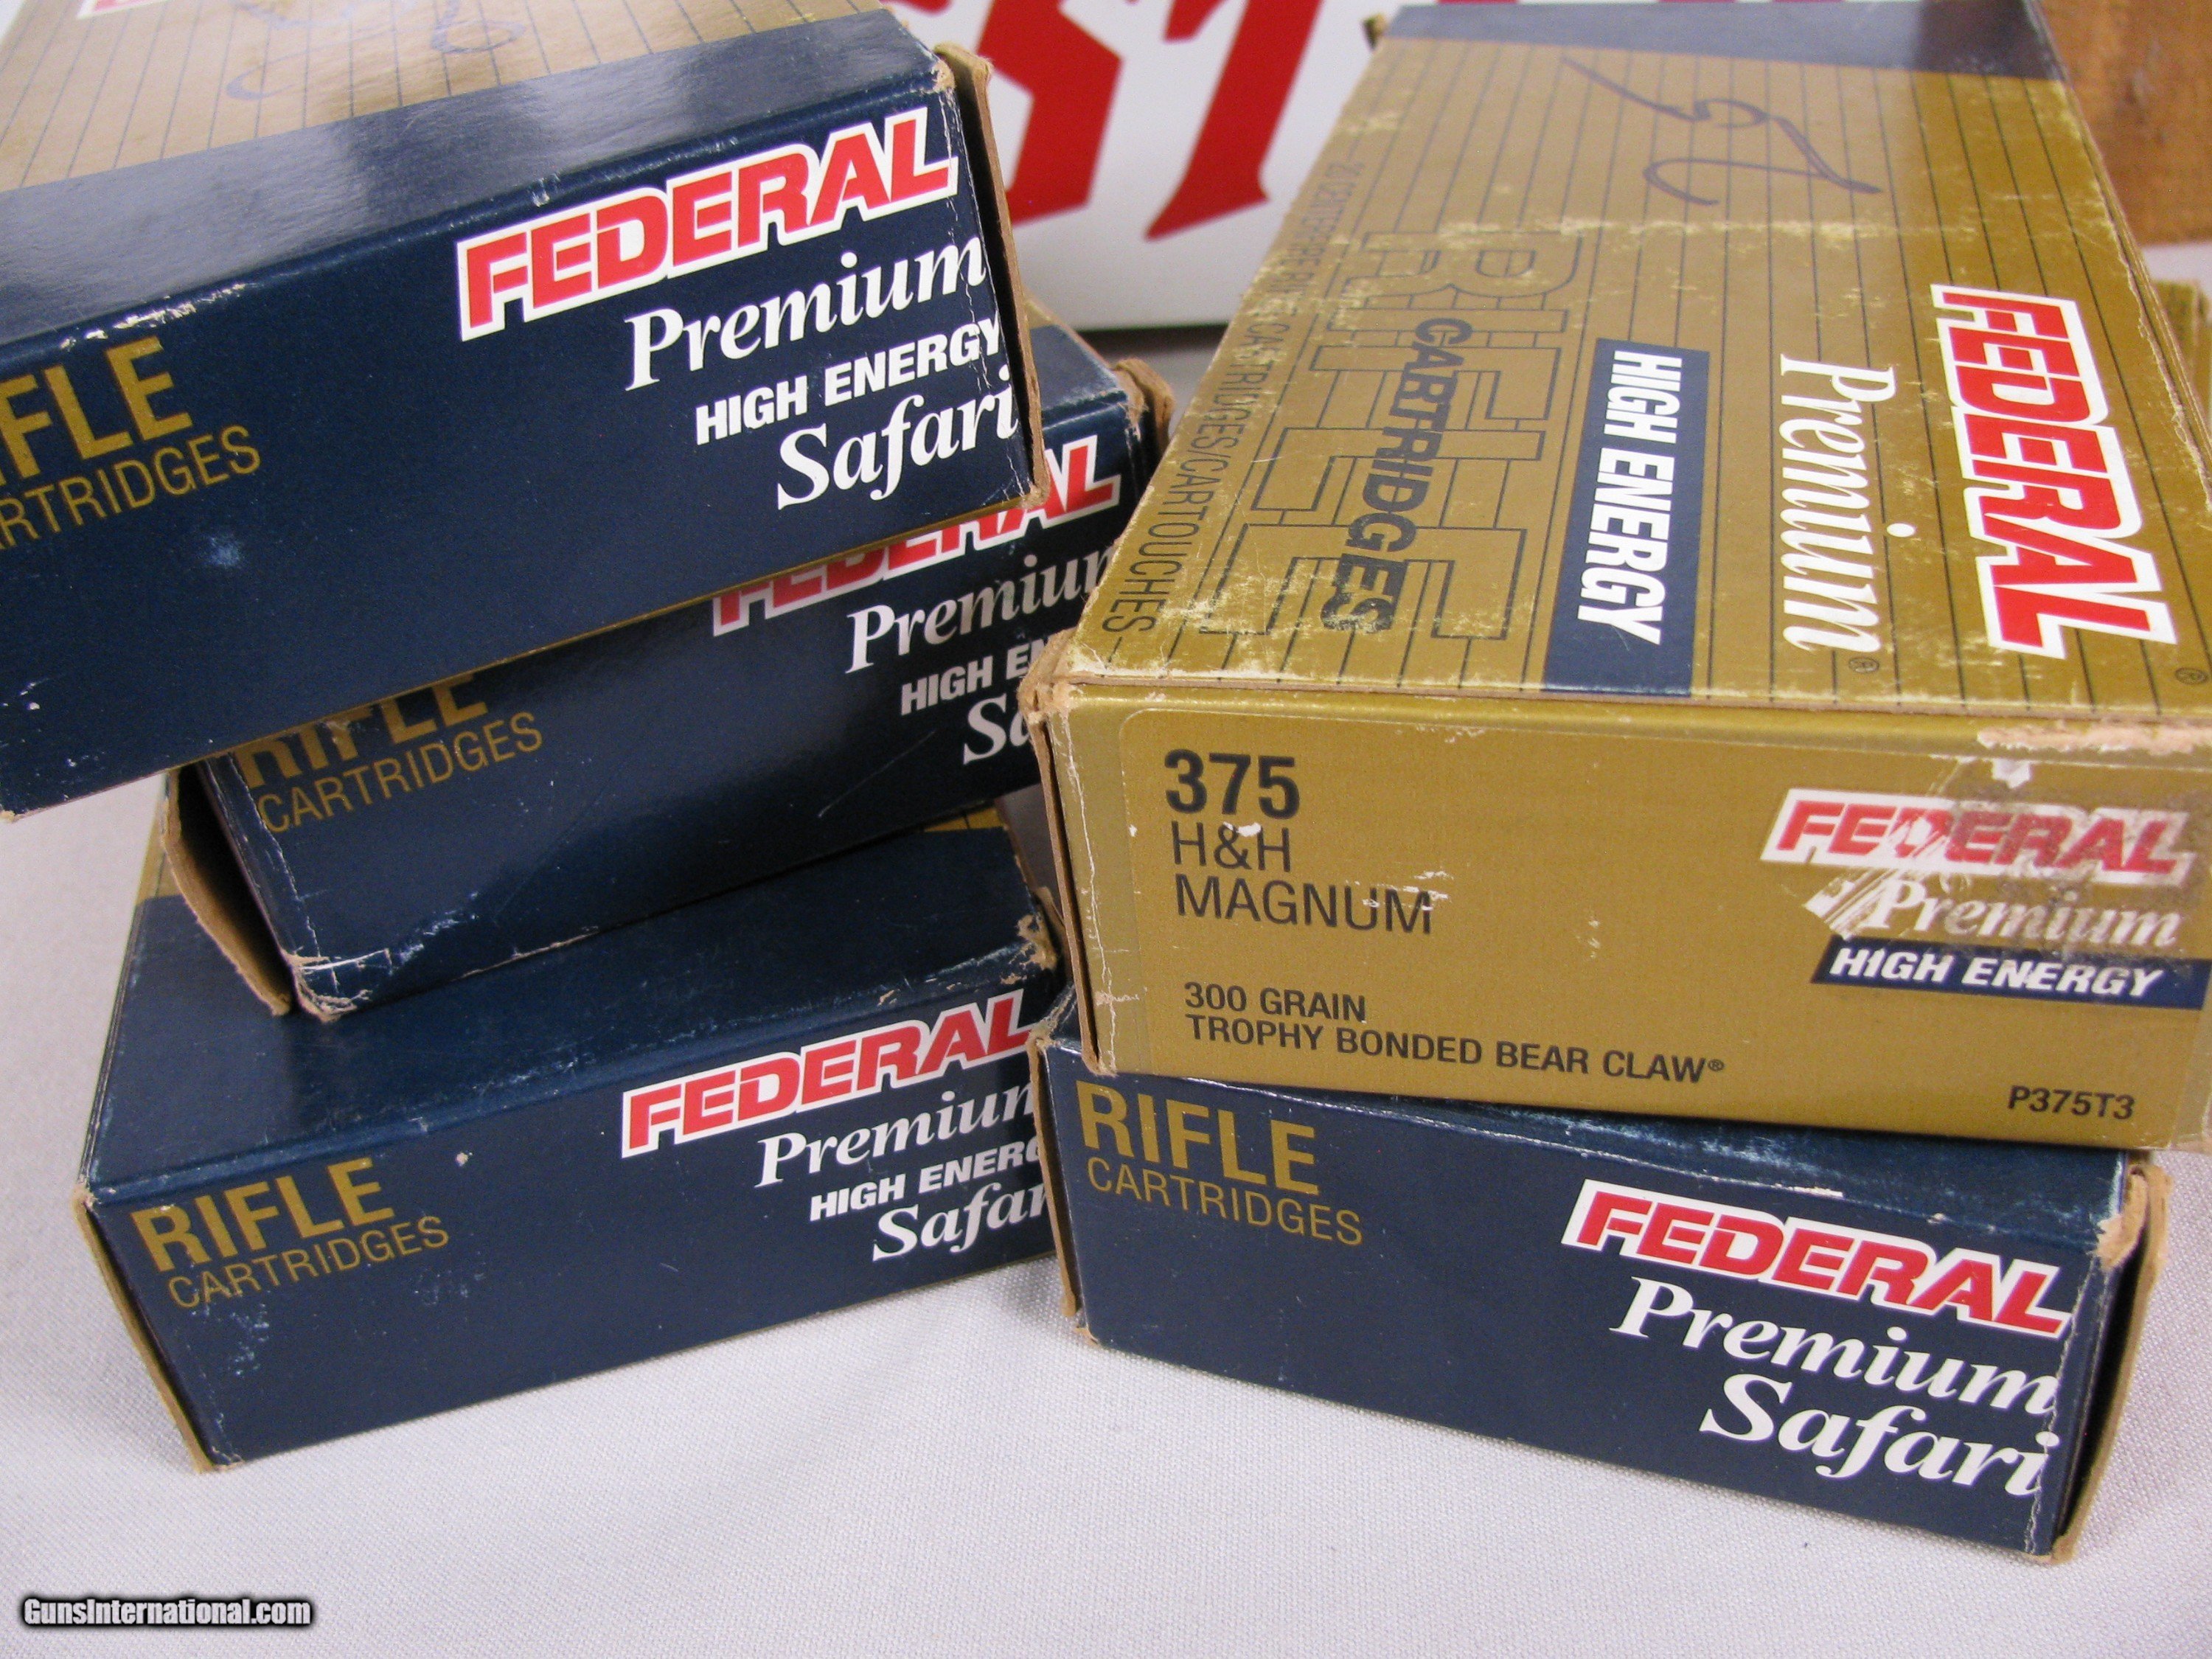 FEDERAL
Premium
HIGH ENERGY
Safari
RIFLE
CARTRIDGES
FEDERAL
Premium
HIGH
RIFLE
CARTRIDGES
FEDERAL
Premium
HIGH ENERG
Safari
RIFLE
CARTRIDGES
FEDERAL®
Premium®
HIGH ENERGY
RIFLE
CARTRIDGES
CARTRIDGES/CARTOUCHES
375
H&H
MAGNUM
300 GRAIN
TROPHY BONDED BEAR CLAW®
FEDERAL
Premium
HIGH ENERGY
P375T3
RIFLE
CARTRIDGES
FEDERAL
Premium
Safari
GunsInternational.com